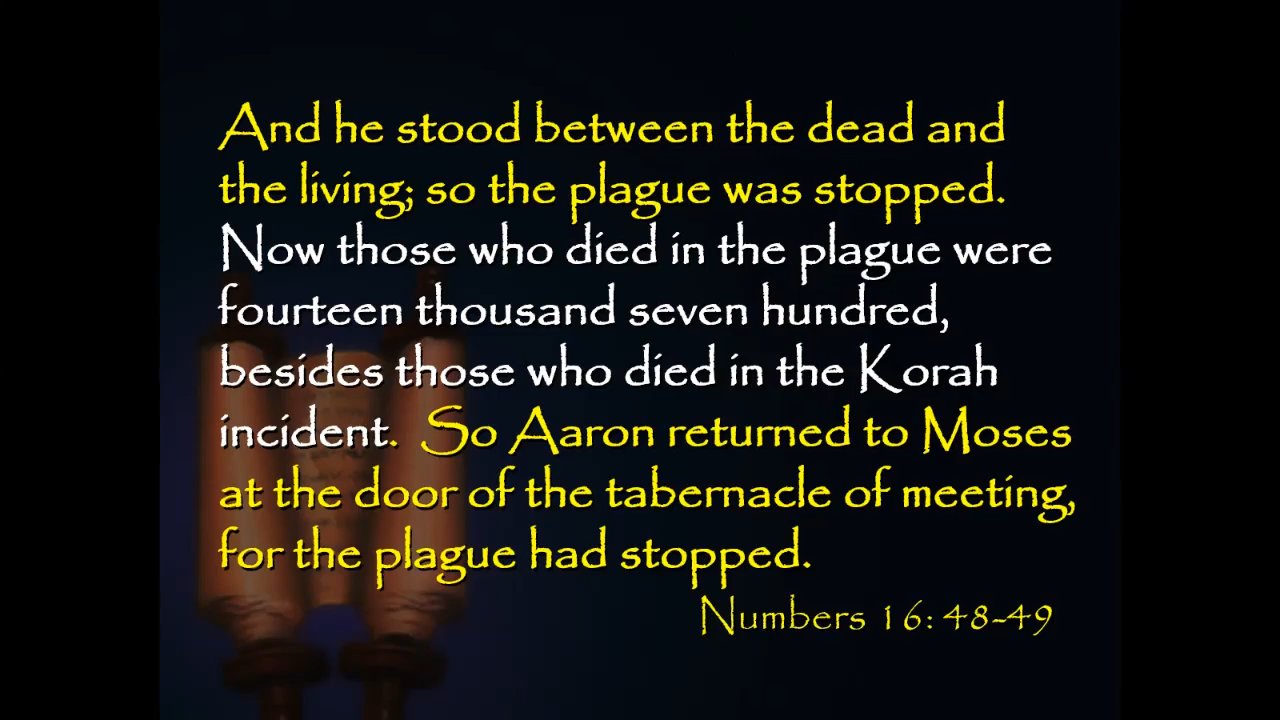 And he stood between the dead and
the living; so the plague was stopped.
Now those who died in the plague were
fourteen thousand seven hundred,
besides those who died in the Korah
incident.  So Aaron returned to Moses
at the door of the tabernacle of meeting,
for the plague had stopped.
Numbers 16: 48-49